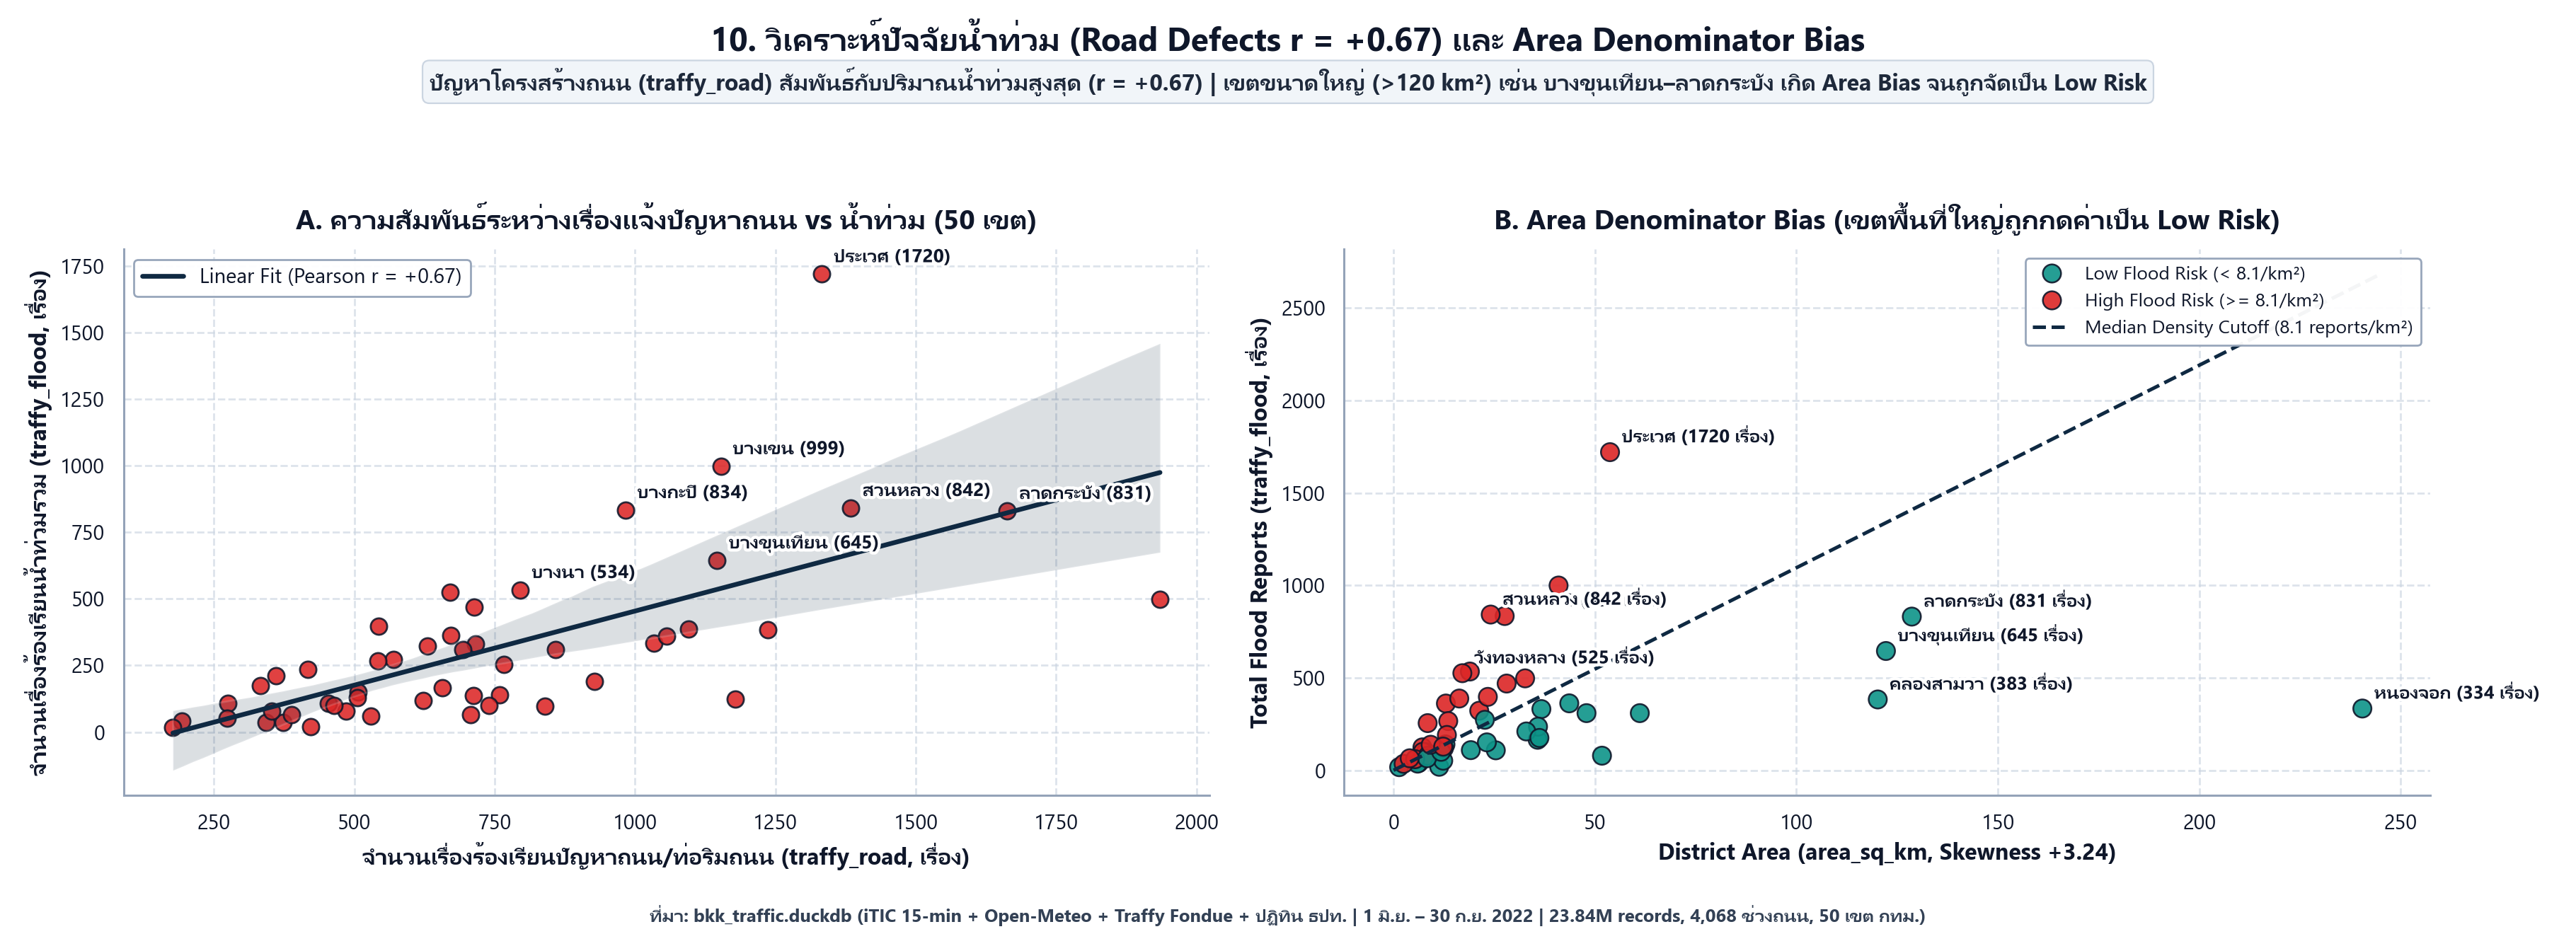 10. วิเคราะห์ปัจจัยน้ำท่วม (Road Defects r = +0.67) และ Area Denominator Bias
ปัญหาโครงสร้างถนน (traffy_road) สัมพันธ์กับปริมาณน้ำท่วมสูงสุด (r = +0.67) | เขตขนาดใหญ่ (>120 km²) เช่น บางขุนเทียน–ลาดกระบัง เกิด Area Bias จนถูกจัดเป็น Low Risk
A. ความสัมพันธ์ระหว่างเรื่องแจ้งปัญหาถนน vs น้ำท่วม (50 เขต)
จำนวนเรื่องร้องเรียนน้ำท่วมรวม (traffy_flood, เรื่อง)
Linear Fit (Pearson r = +0.67)
1750
1500
1250
1000
750
500
250
0
ประเวศ (1720)
บางเขน (999)
บางกะปิ (834)
สวนหลวง (842)
ลาดกระบัง (831)
บางขุนเทียน (645)
บางนา (534)
250 500 750 1000 1250 1500 1750 2000
จำนวนเรื่องร้องเรียนปัญหาถนน/ท่อริมถนน (traffy_road, เรื่อง)
B. Area Denominator Bias (เขตพื้นที่ใหญ่ถูกกดค่าเป็น Low Risk)
Total Flood Reports (traffy_flood, เรื่อง)
Low Flood Risk (< 8.1/km²)
High Flood Risk (>= 8.1/km²)
Median Density Cutoff (8.1 reports/km²)
2500
2000
1500
1000
500
0
ประเวศ (1720 เรื่อง)
สวนหลวง (842 เรื่อง)
ลาดกระบัง (831 เรื่อง)
บางขุนเทียน (645 เรื่อง)
วังทองหลาง (525 เรื่อง)
คลองสามวา (383 เรื่อง)
หนองจอก (334 เรื่อง)
0 50 100 150 200 250
District Area (area_sq_km, Skewness +3.24)
ที่มา: bkk_traffic.duckdb (iTIC 15-min + Open-Meteo + Traffy Fondue + ปฏิทิน ธปท. | 1 มิ.ย. – 30 ก.ย. 2022 | 23.84M records, 4,068 ช่วงถนน, 50 เขต กทม.)